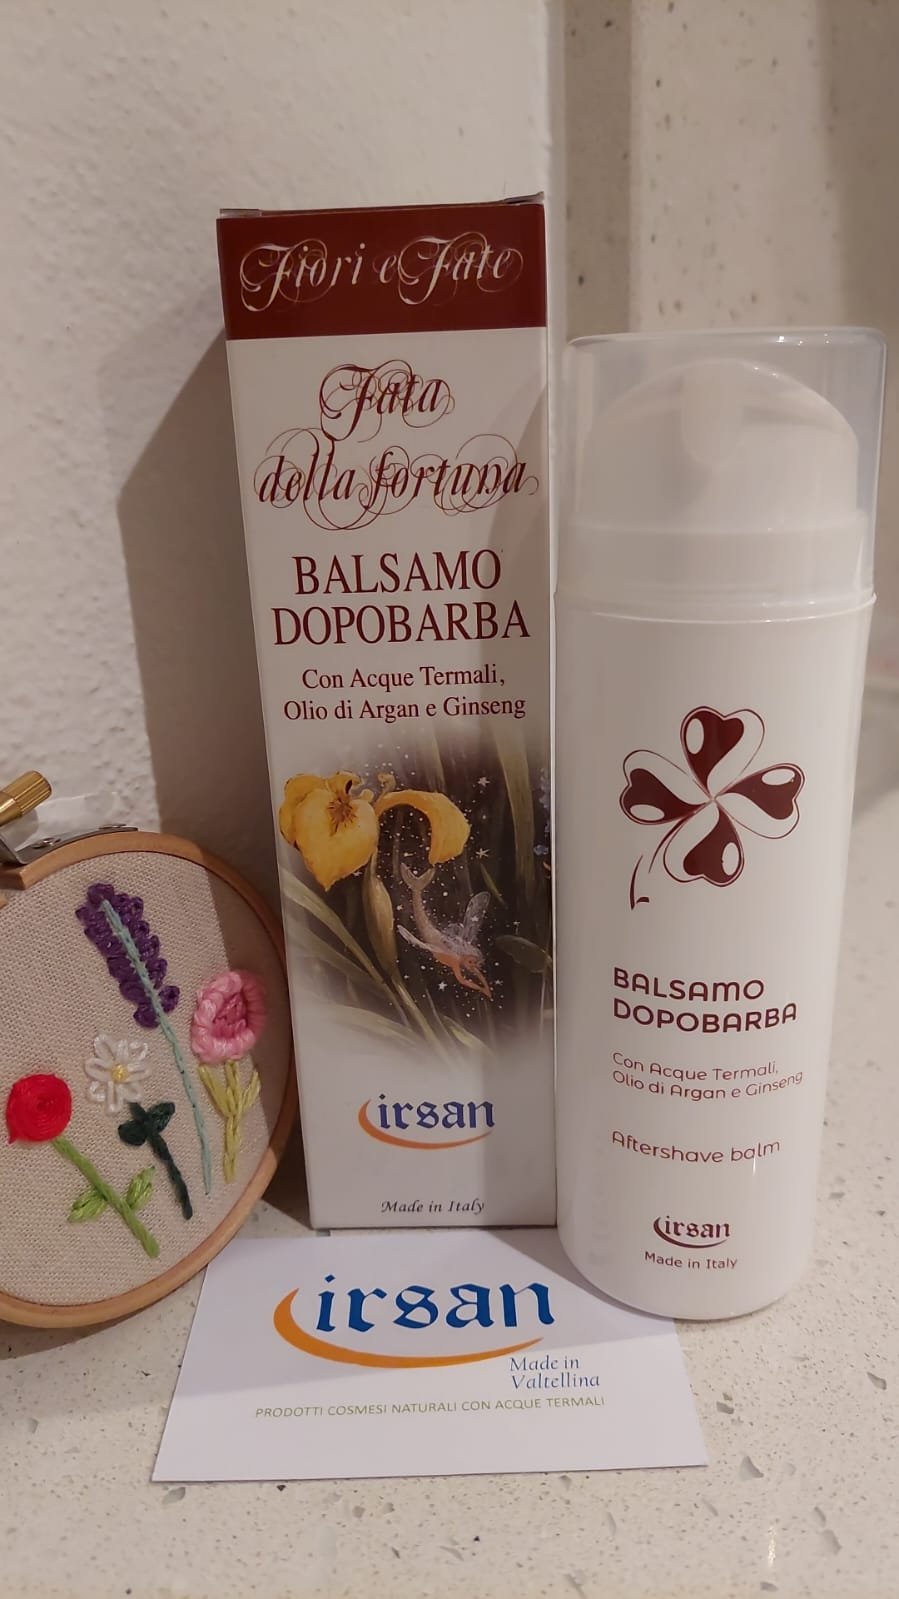 Fiori e Fate
Fata
della fortuna
BALSAMO
DOPOBARBA
Con Acque Termali,
Olio di Argan e Ginseng
irsan
Made in Italy
BALSAMO
DOPOBARBA
Con Acque Termali,
Olio di Argan e Ginseng
Aftershave balm
irsan
Made in Italy
irsan
Made in
Valtellina
PRODOTTI COSMESI NATURALI CON ACQUE TERMALI